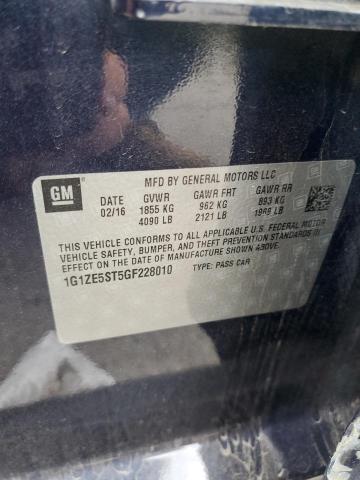 GM
MFD BY GENERAL MOTORS LLC
DATE GVWR GAWR FRT GAWR RR
02/16 1855 KG 962 KG 893 KG
4090 LB 2121 LB 1969 LB
THIS VEHICLE CONFORMS TO ALL APPLICABLE U.S. FEDERAL MOTOR
VEHICLE SAFETY, BUMPER, AND THEFT PREVENTION STANDARDS IN
EFFECT ON THE DATE OF MANUFACTURE SHOWN ABOVE.
1G1ZE5ST5GF228010 TYPE: PASS CAR